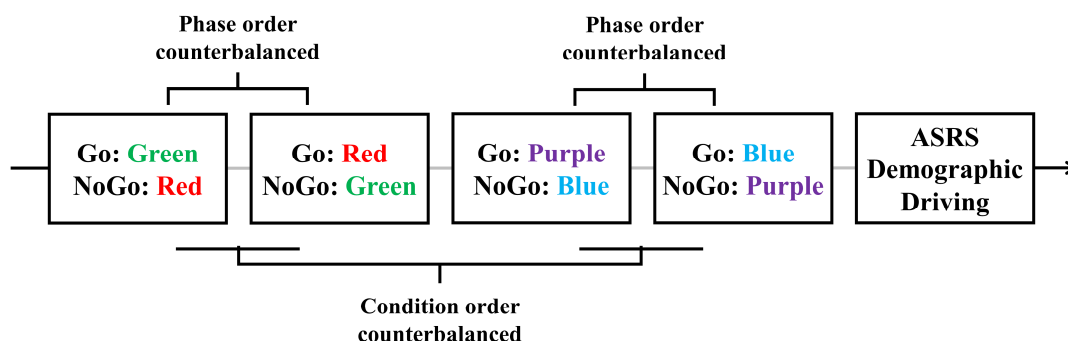 Phase order
counterbalanced
Phase order
counterbalanced
Go: Green
NoGo: Red
Go: Red
NoGo: Green
Go: Purple
NoGo: Blue
Go: Blue
NoGo: Purple
ASRS
Demographic
Driving
Condition order
counterbalanced